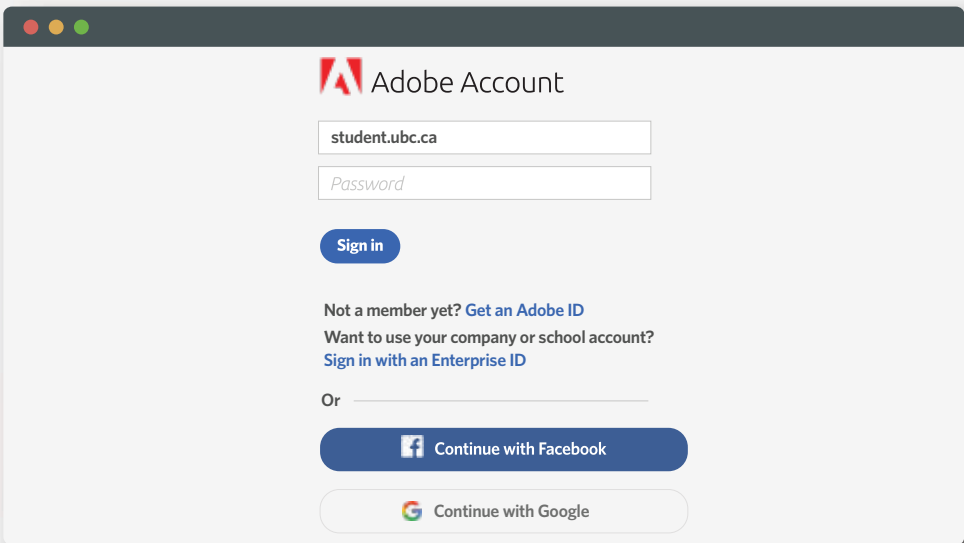 Adobe Account
student.ubc.ca
Password
Sign in
Not a member yet? Get an Adobe ID
Want to use your company or school account?
Sign in with an Enterprise ID
Or
Continue with Facebook
Continue with Google